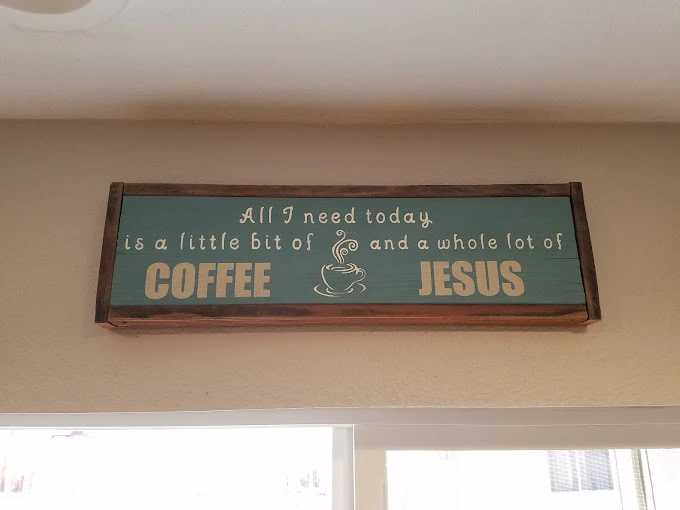 All I need today
is a little bit of and a whole lot of
COFFEE JESUS